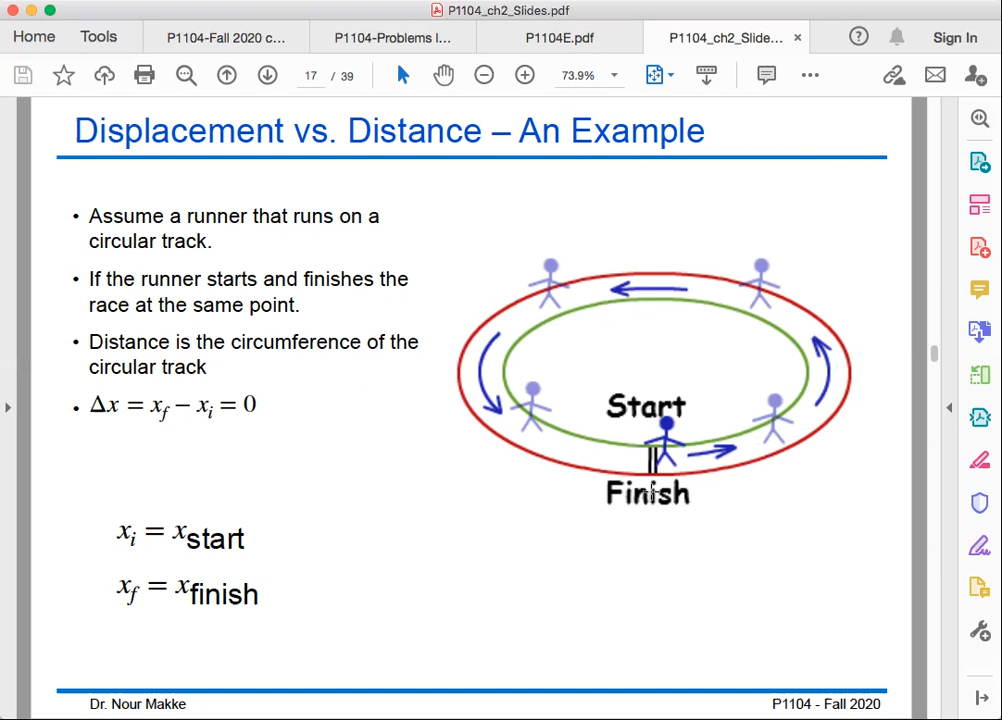 P1104_ch2_Slides.pdf
Home Tools P1104-Fall 2020 c... P1104-Problems I... P1104E.pdf P1104_ch2_Slide... × Sign In
17 / 39 73.9%
Displacement vs. Distance – An Example
• Assume a runner that runs on a
circular track.
• If the runner starts and finishes the
race at the same point.
• Distance is the circumference of the
circular track
• Δx = x_f − x_i = 0
Start
Finish
x_i = x_start
x_f = x_finish
Dr. Nour Makke P1104 - Fall 2020